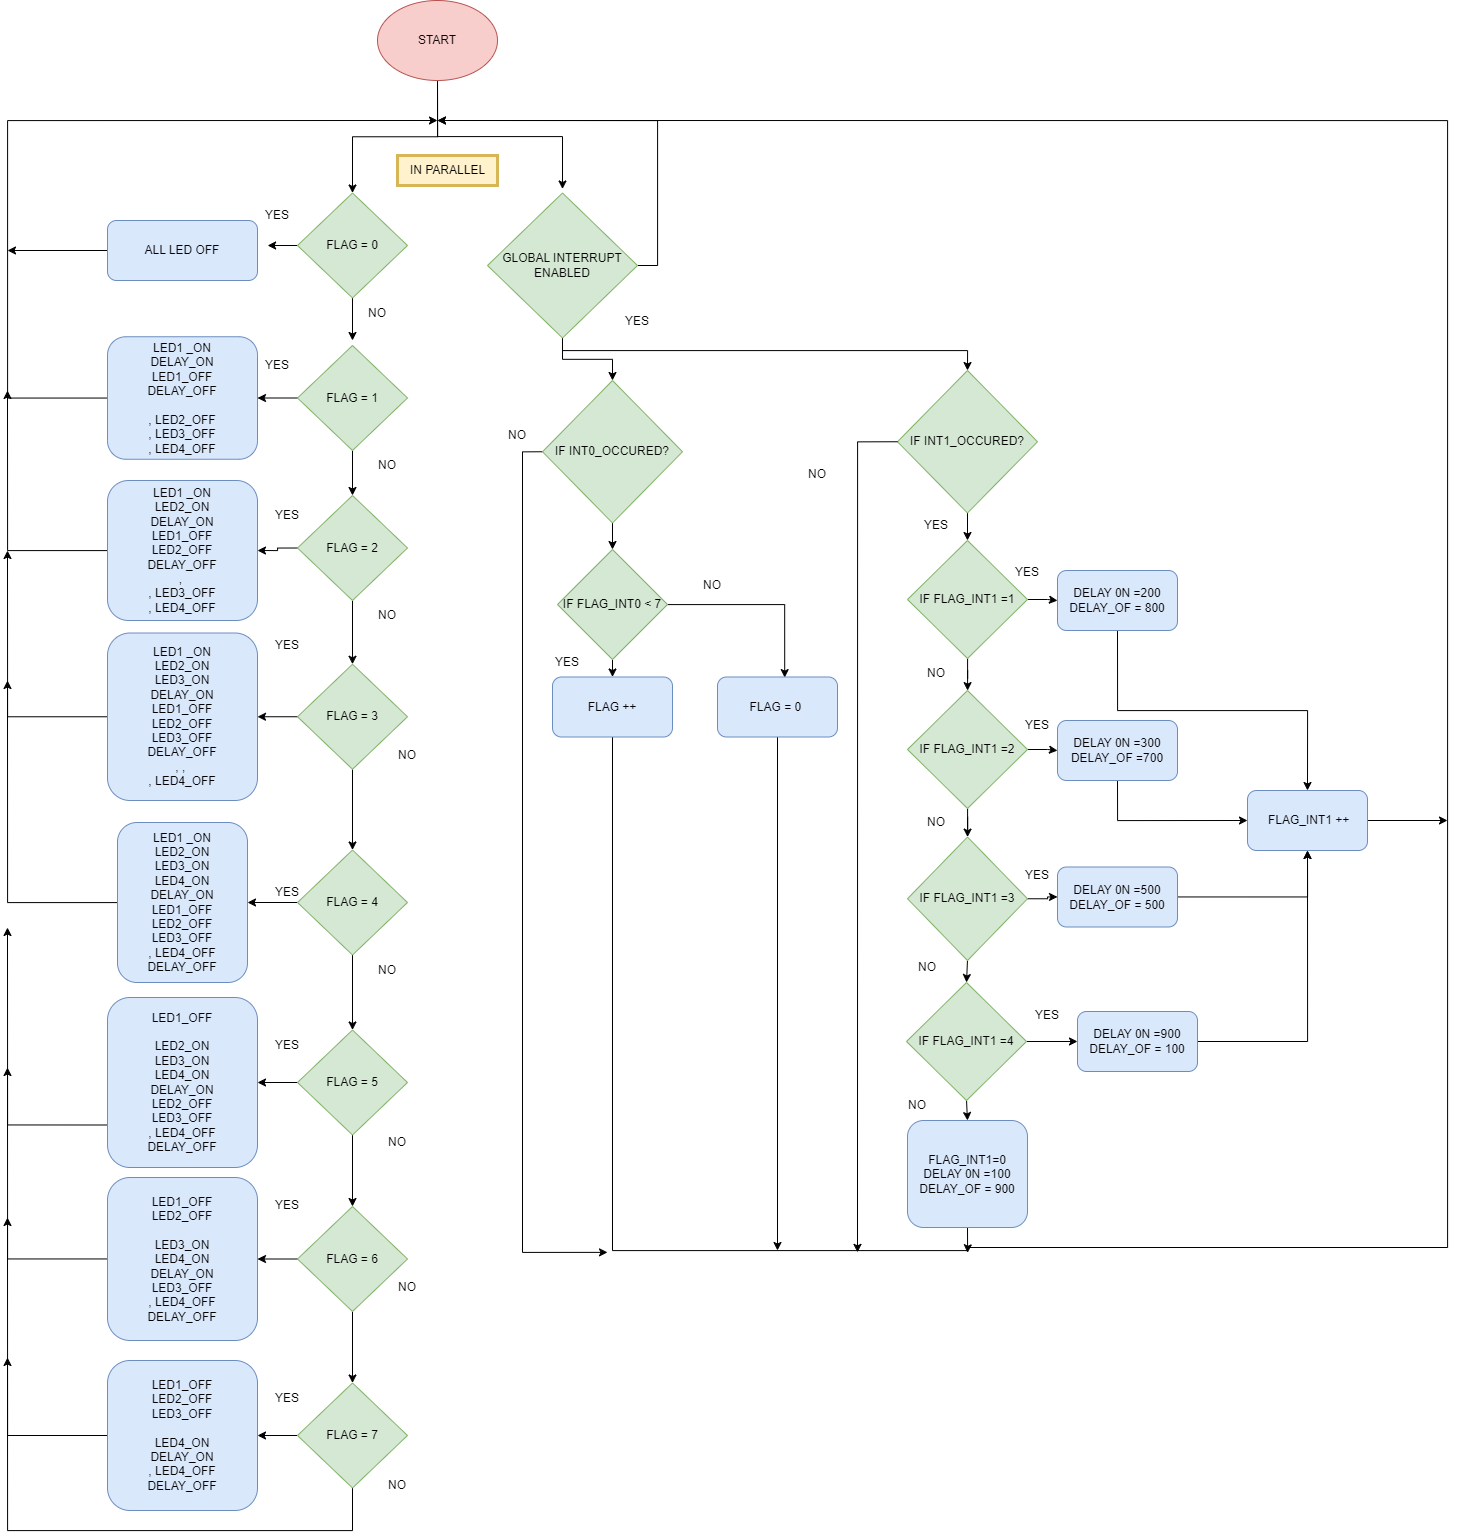 START
IN PARALLEL
FLAG = 0
YES
ALL LED OFF
NO
FLAG = 1
YES
LED1 _ON
DELAY_ON
LED1_OFF
DELAY_OFF
, LED2_OFF
, LED3_OFF
, LED4_OFF
NO
FLAG = 2
YES
LED1 _ON
LED2_ON
DELAY_ON
LED1_OFF
LED2_OFF
DELAY_OFF
,
, LED3_OFF
, LED4_OFF
NO
FLAG = 3
YES
LED1 _ON
LED2_ON
LED3_ON
DELAY_ON
LED1_OFF
LED2_OFF
LED3_OFF
DELAY_OFF
, ,
, LED4_OFF
NO
FLAG = 4
YES
LED1 _ON
LED2_ON
LED3_ON
LED4_ON
DELAY_ON
LED1_OFF
LED2_OFF
LED3_OFF
, LED4_OFF
DELAY_OFF
NO
FLAG = 5
YES
LED1_OFF
LED2_ON
LED3_ON
LED4_ON
DELAY_ON
LED2_OFF
LED3_OFF
, LED4_OFF
DELAY_OFF
NO
FLAG = 6
YES
LED1_OFF
LED2_OFF
LED3_ON
LED4_ON
DELAY_ON
LED3_OFF
, LED4_OFF
DELAY_OFF
NO
FLAG = 7
YES
LED1_OFF
LED2_OFF
LED3_OFF
LED4_ON
DELAY_ON
, LED4_OFF
DELAY_OFF
NO
GLOBAL INTERRUPT
ENABLED
YES
IF INT0_OCCURED?
NO
IF FLAG_INT0 < 7
NO
YES
FLAG ++
FLAG = 0
IF INT1_OCCURED?
NO
YES
IF FLAG_INT1 =1
YES
DELAY 0N =200
DELAY_OF = 800
NO
IF FLAG_INT1 =2
YES
DELAY 0N =300
DELAY_OF =700
NO
IF FLAG_INT1 =3
YES
DELAY 0N =500
DELAY_OF = 500
NO
IF FLAG_INT1 =4
YES
DELAY 0N =900
DELAY_OF = 100
NO
FLAG_INT1=0
DELAY 0N =100
DELAY_OF = 900
FLAG_INT1 ++